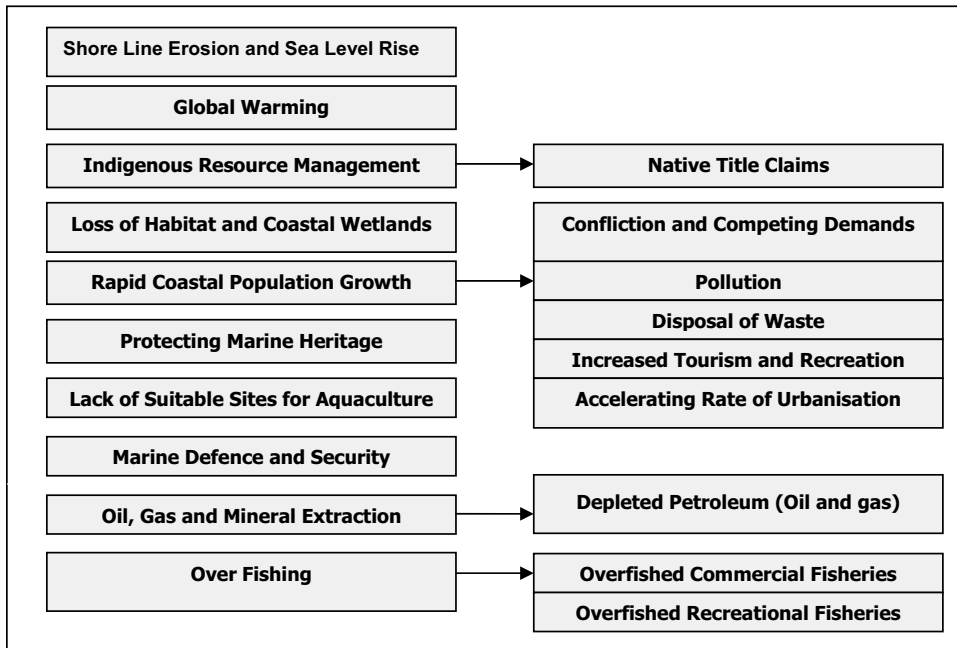 Shore Line Erosion and Sea Level Rise
Global Warming
Indigenous Resource Management
Native Title Claims
Loss of Habitat and Coastal Wetlands
Confliction and Competing Demands
Rapid Coastal Population Growth
Pollution
Disposal of Waste
Protecting Marine Heritage
Increased Tourism and Recreation
Lack of Suitable Sites for Aquaculture
Accelerating Rate of Urbanisation
Marine Defence and Security
Oil, Gas and Mineral Extraction
Depleted Petroleum (Oil and gas)
Over Fishing
Overfished Commercial Fisheries
Overfished Recreational Fisheries